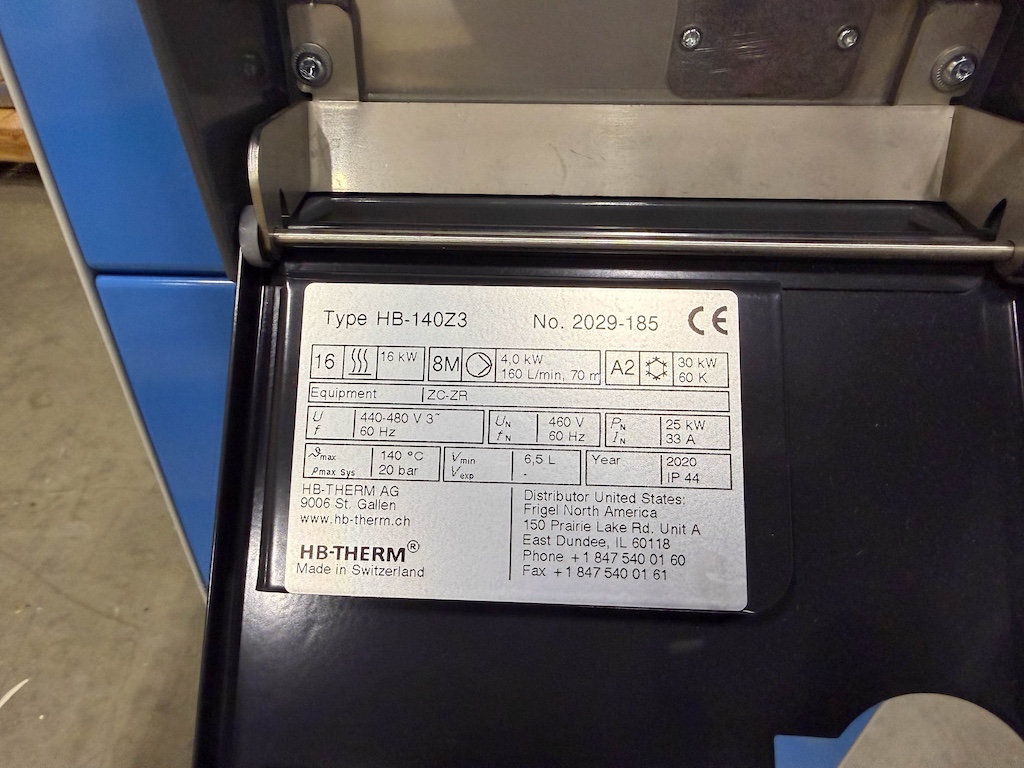 Type HB-140Z3 No. 2029-185 CE
16 16 kW 8M 4,0 kW 160 L/min, 70 m A2 30 kW 60 K
Equipment ZC-ZR
U 440-480 V 3~ UN 460 V PN 25 kW
f 60 Hz fN 60 Hz IN 33 A
ϑmax 140 °C Vmin 6,5 L Year 2020
pmax Sys 20 bar Vexp - IP 44
HB-THERM AG
9006 St. Gallen
www.hb-therm.ch
HB-THERM®
Made in Switzerland
Distributor United States:
Frigel North America
150 Prairie Lake Rd. Unit A
East Dundee, IL 60118
Phone +1 847 540 01 60
Fax +1 847 540 01 61